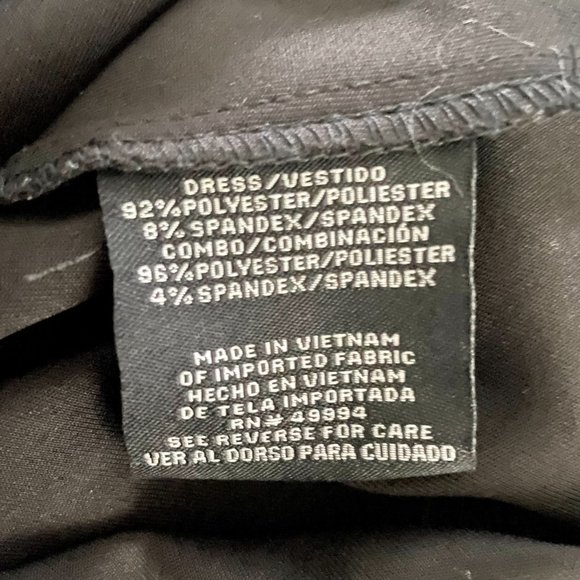 DRESS/VESTIDO
92%POLYESTER/POLIESTER
8% SPANDEX/SPANDEX
COMBO/COMBINACIÓN
96%POLYESTER/POLIESTER
4%SPANDEX/SPANDEX
MADE IN VIETNAM
OF IMPORTED FABRIC
HECHO EN VIETNAM
DE TELA IMPORTADA
RN# 49994
SEE REVERSE FOR CARE
VER AL DORSO PARA CUIDADO